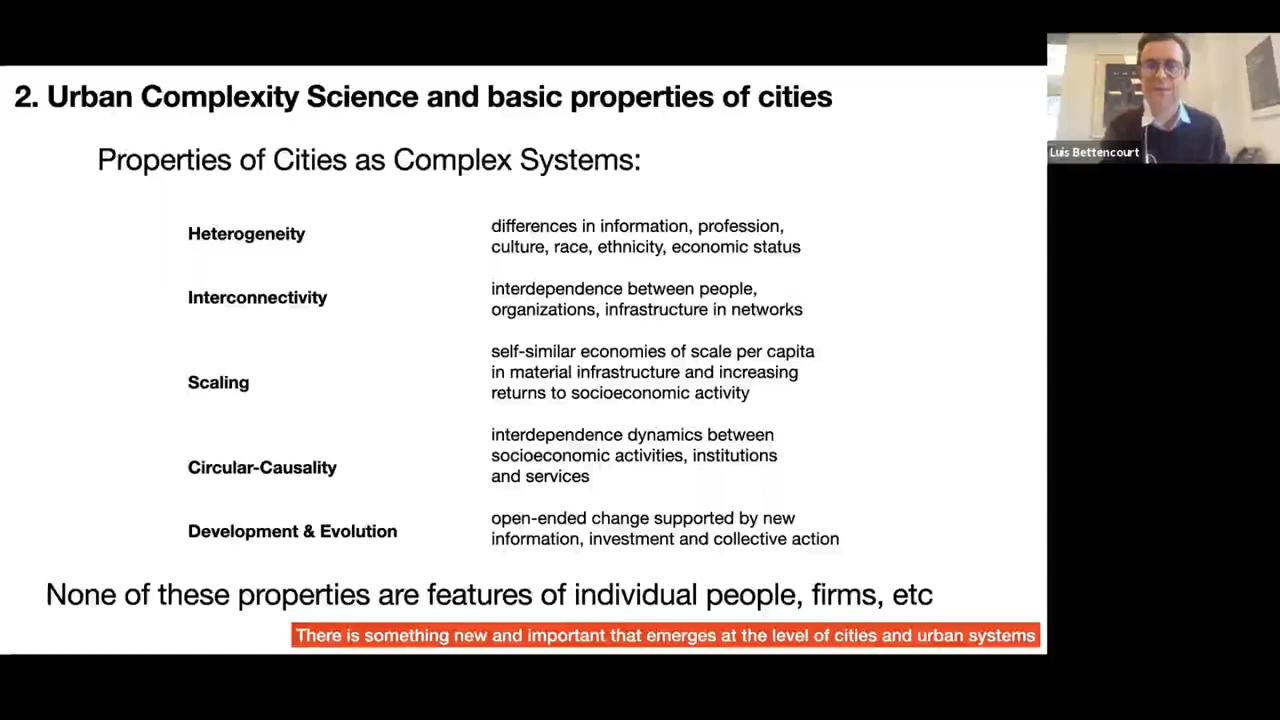 2. Urban Complexity Science and basic properties of cities
Properties of Cities as Complex Systems:
Heterogeneity
differences in information, profession,
culture, race, ethnicity, economic status
Interconnectivity
interdependence between people,
organizations, infrastructure in networks
Scaling
self-similar economies of scale per capita
in material infrastructure and increasing
returns to socioeconomic activity
Circular-Causality
interdependence dynamics between
socioeconomic activities, institutions
and services
Development & Evolution
open-ended change supported by new
information, investment and collective action
None of these properties are features of individual people, firms, etc
There is something new and important that emerges at the level of cities and urban systems
Luis Bettencourt